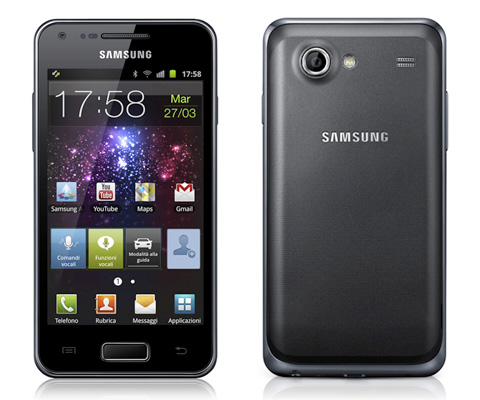 SAMSUNG
17:58
17:58
Mar
27/03
Samsung A
YouTube
Maps
Gmail
Comandi vocali
Funzioni vocali
Modalità alla guida
1
Telefono
Rubrica
Messaggi
Applicazioni
SAMSUNG